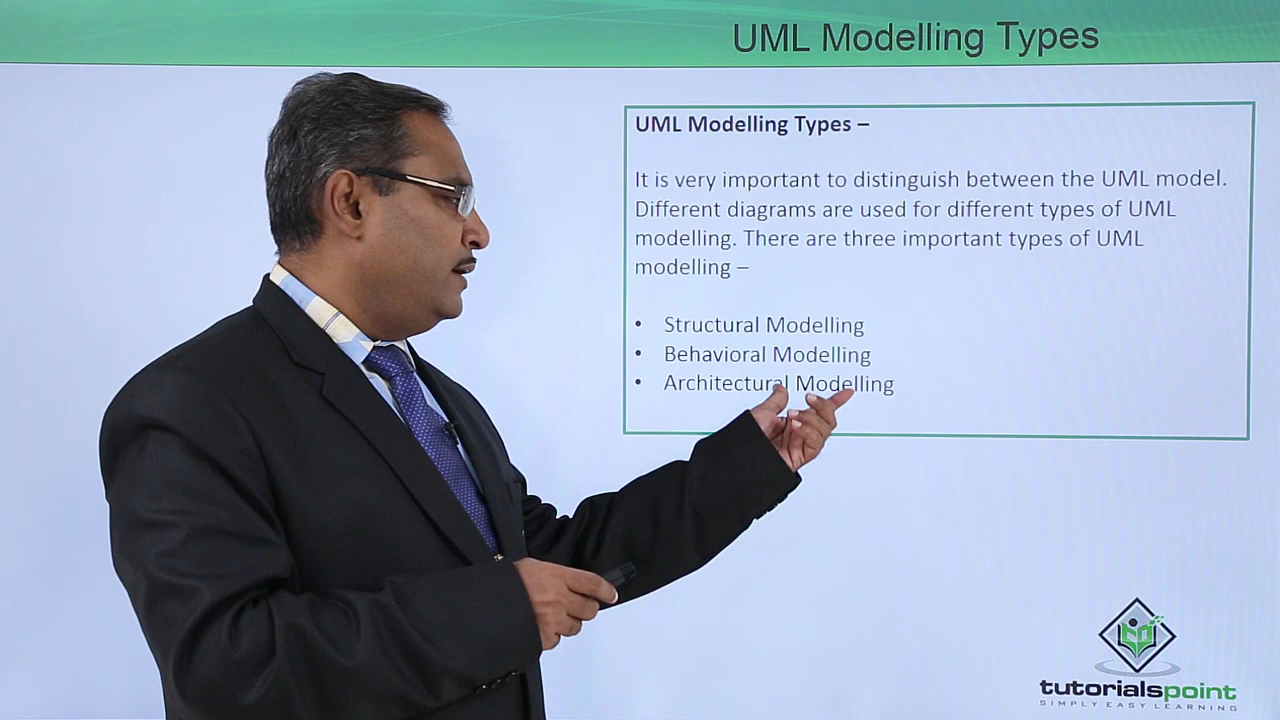 UML Modelling Types
UML Modelling Types –
It is very important to distinguish between the UML model.
Different diagrams are used for different types of UML
modelling. There are three important types of UML
modelling –
• Structural Modelling
• Behavioral Modelling
• Architectural Modelling
tutorialspoint
SIMPLY EASY LEARNING